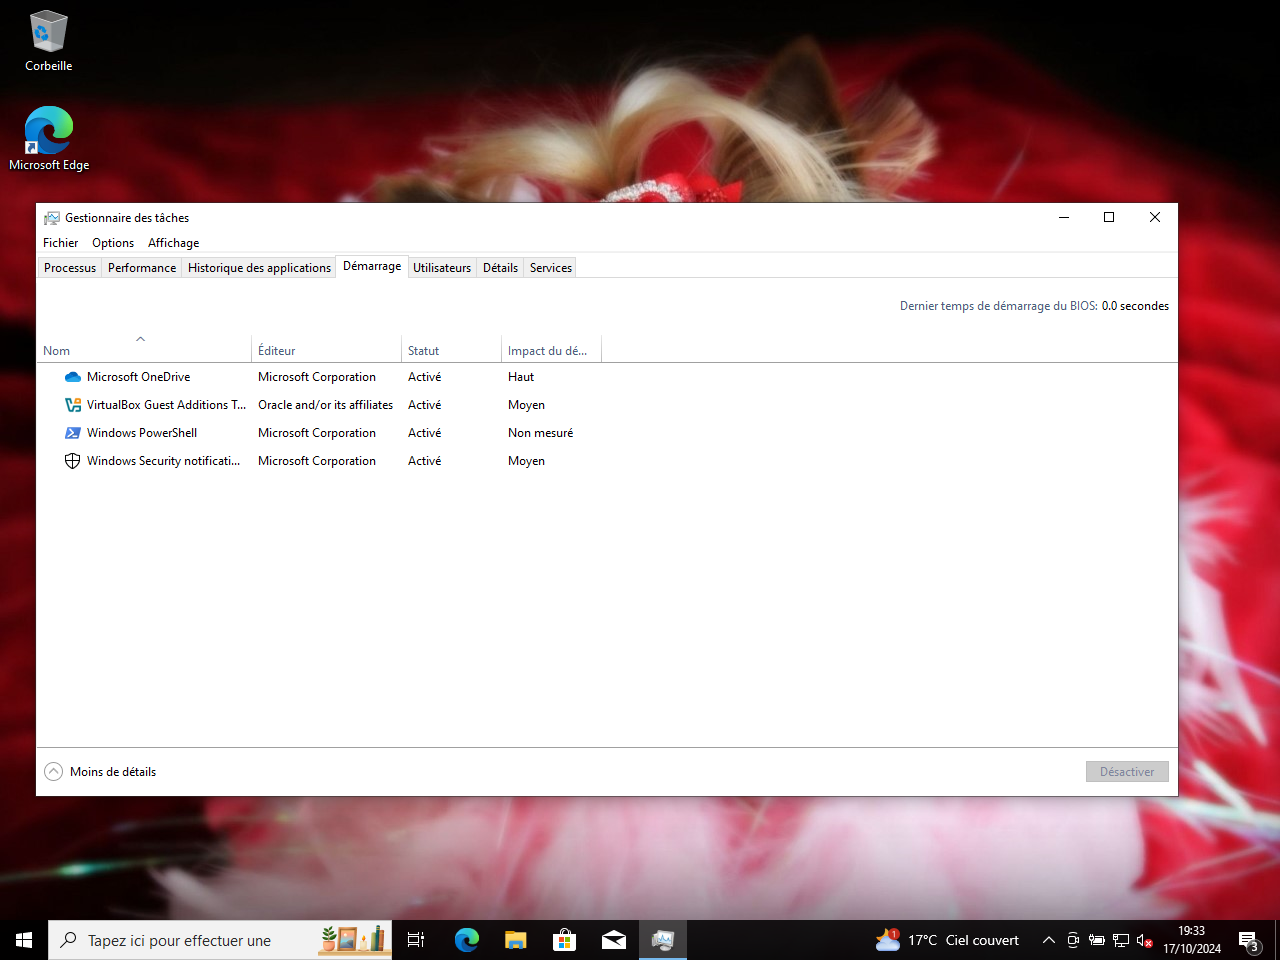 Corbeille
Microsoft Edge
Gestionnaire des tâches
Fichier Options Affichage
Processus Performance Historique des applications Démarrage Utilisateurs Détails Services
Dernier temps de démarrage du BIOS: 0.0 secondes
Nom Éditeur Statut Impact du dé...
Microsoft OneDrive Microsoft Corporation Activé Haut
VirtualBox Guest Additions T... Oracle and/or its affiliates Activé Moyen
Windows PowerShell Microsoft Corporation Activé Non mesuré
Windows Security notificati... Microsoft Corporation Activé Moyen
Moins de détails Désactiver
Tapez ici pour effectuer une 1 17°C Ciel couvert 19:33
17/10/2024 3